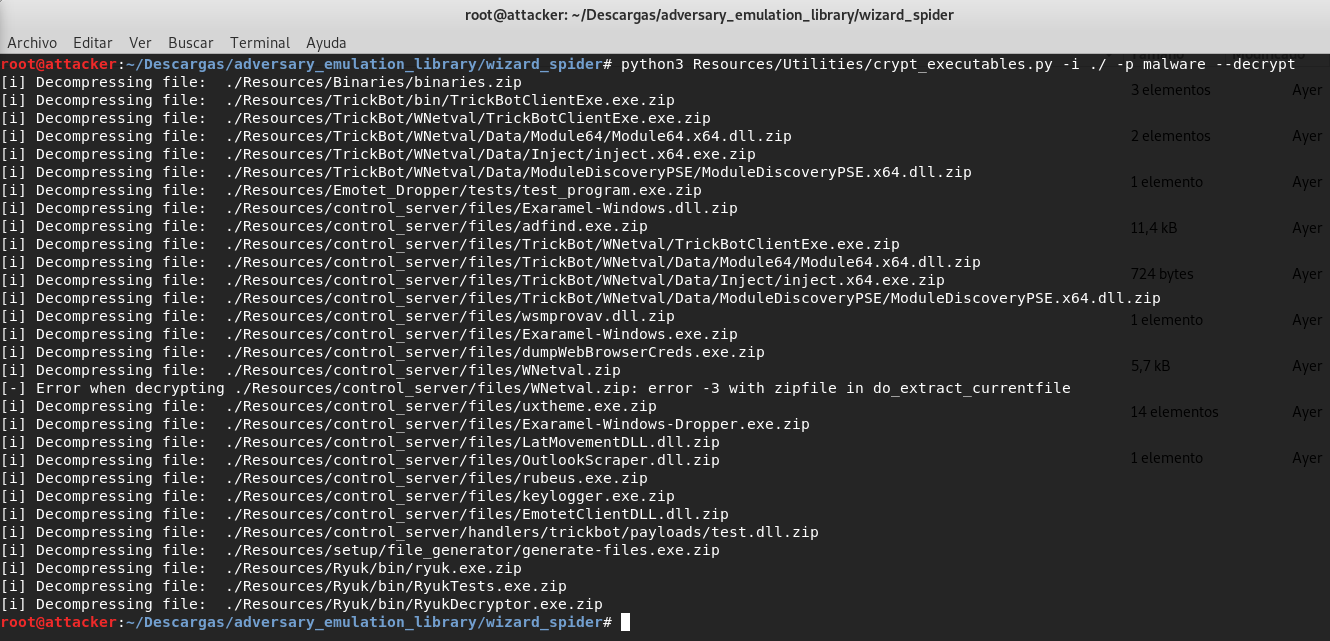 root@attacker: ~/Descargas/adversary_emulation_library/wizard_spider
Archivo Editar Ver Buscar Terminal Ayuda
root@attacker:~/Descargas/adversary_emulation_library/wizard_spider# python3 Resources/Utilities/crypt_executables.py -i ./ -p malware --decrypt
[i] Decompressing file:  ./Resources/Binaries/binaries.zip
3 elementos Ayer
[i] Decompressing file:  ./Resources/TrickBot/bin/TrickBotClientExe.exe.zip
[i] Decompressing file:  ./Resources/TrickBot/WNetval/TrickBotClientExe.exe.zip
[i] Decompressing file:  ./Resources/TrickBot/WNetval/Data/Module64/Module64.x64.dll.zip
2 elementos Ayer
[i] Decompressing file:  ./Resources/TrickBot/WNetval/Data/Inject/inject.x64.exe.zip
[i] Decompressing file:  ./Resources/TrickBot/WNetval/Data/ModuleDiscoveryPSE/ModuleDiscoveryPSE.x64.dll.zip
1 elemento Ayer
[i] Decompressing file:  ./Resources/Emotet_Dropper/tests/test_program.exe.zip
[i] Decompressing file:  ./Resources/control_server/files/Exaramel-Windows.dll.zip
[i] Decompressing file:  ./Resources/control_server/files/adfind.exe.zip
11,4 kB Ayer
[i] Decompressing file:  ./Resources/control_server/files/TrickBot/WNetval/TrickBotClientExe.exe.zip
[i] Decompressing file:  ./Resources/control_server/files/TrickBot/WNetval/Data/Module64/Module64.x64.dll.zip
724 bytes Ayer
[i] Decompressing file:  ./Resources/control_server/files/TrickBot/WNetval/Data/Inject/inject.x64.exe.zip
[i] Decompressing file:  ./Resources/control_server/files/TrickBot/WNetval/Data/ModuleDiscoveryPSE/ModuleDiscoveryPSE.x64.dll.zip
[i] Decompressing file:  ./Resources/control_server/files/wsmprovav.dll.zip
1 elemento Ayer
[i] Decompressing file:  ./Resources/control_server/files/Exaramel-Windows.exe.zip
[i] Decompressing file:  ./Resources/control_server/files/dumpWebBrowserCreds.exe.zip
[i] Decompressing file:  ./Resources/control_server/files/WNetval.zip
5,7 kB Ayer
[-] Error when decrypting ./Resources/control_server/files/WNetval.zip: error -3 with zipfile in do_extract_currentfile
[i] Decompressing file:  ./Resources/control_server/files/uxtheme.exe.zip
14 elementos Ayer
[i] Decompressing file:  ./Resources/control_server/files/Exaramel-Windows-Dropper.exe.zip
[i] Decompressing file:  ./Resources/control_server/files/LatMovementDLL.dll.zip
[i] Decompressing file:  ./Resources/control_server/files/OutlookScraper.dll.zip
1 elemento Ayer
[i] Decompressing file:  ./Resources/control_server/files/rubeus.exe.zip
[i] Decompressing file:  ./Resources/control_server/files/keylogger.exe.zip
[i] Decompressing file:  ./Resources/control_server/files/EmotetClientDLL.dll.zip
[i] Decompressing file:  ./Resources/control_server/handlers/trickbot/payloads/test.dll.zip
[i] Decompressing file:  ./Resources/setup/file_generator/generate-files.exe.zip
[i] Decompressing file:  ./Resources/Ryuk/bin/ryuk.exe.zip
[i] Decompressing file:  ./Resources/Ryuk/bin/RyukTests.exe.zip
[i] Decompressing file:  ./Resources/Ryuk/bin/RyukDecryptor.exe.zip
root@attacker:~/Descargas/adversary_emulation_library/wizard_spider#